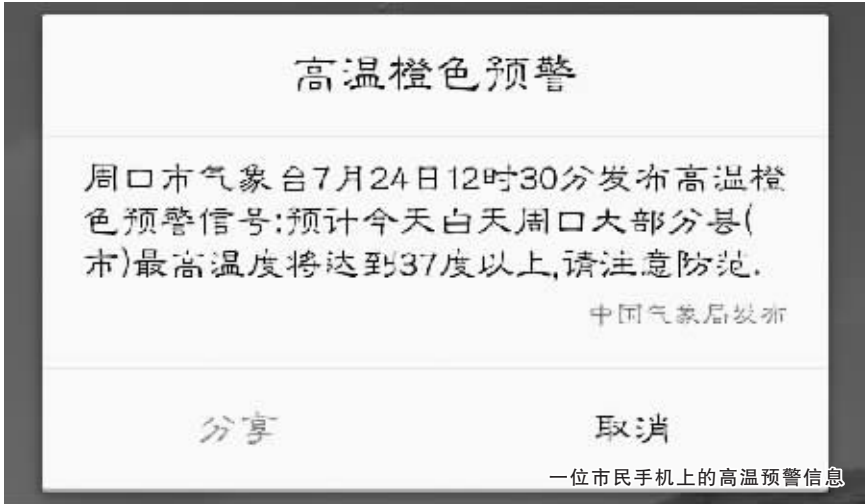 高温橙色预警
周口市气象台7月24日12时30分发布高温橙
色预警信号:预计今天白天周口大部分县(
市)最高温度将达到37度以上,请注意防范.
中国气象局发布
分享
取消
一位市民手机上的高温预警信息